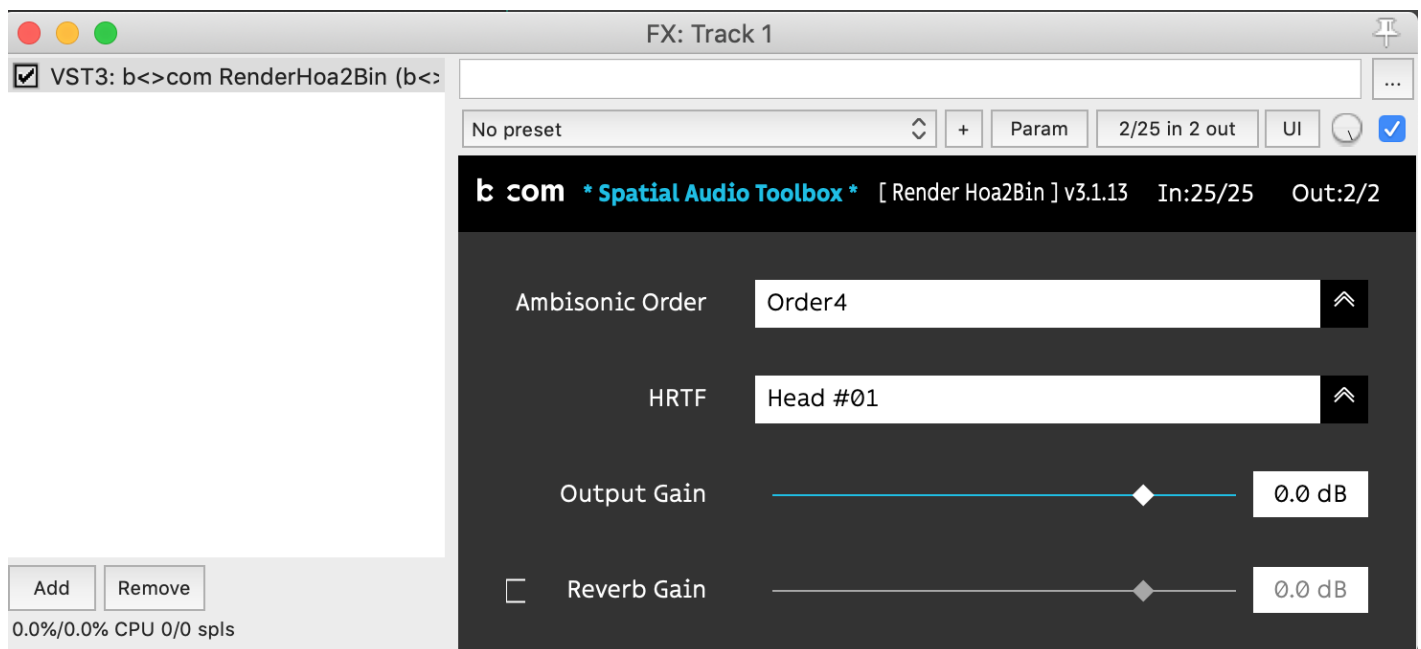 FX: Track 1
VST3: b<>com RenderHoa2Bin (b<>
...
No preset
+
Param
2/25 in 2 out
UI
b com * Spatial Audio Toolbox * [ Render Hoa2Bin ] v3.1.13 In:25/25 Out:2/2
Ambisonic Order Order4
HRTF Head #01
Output Gain 0.0 dB
Reverb Gain 0.0 dB
Add
Remove
0.0%/0.0% CPU 0/0 spls